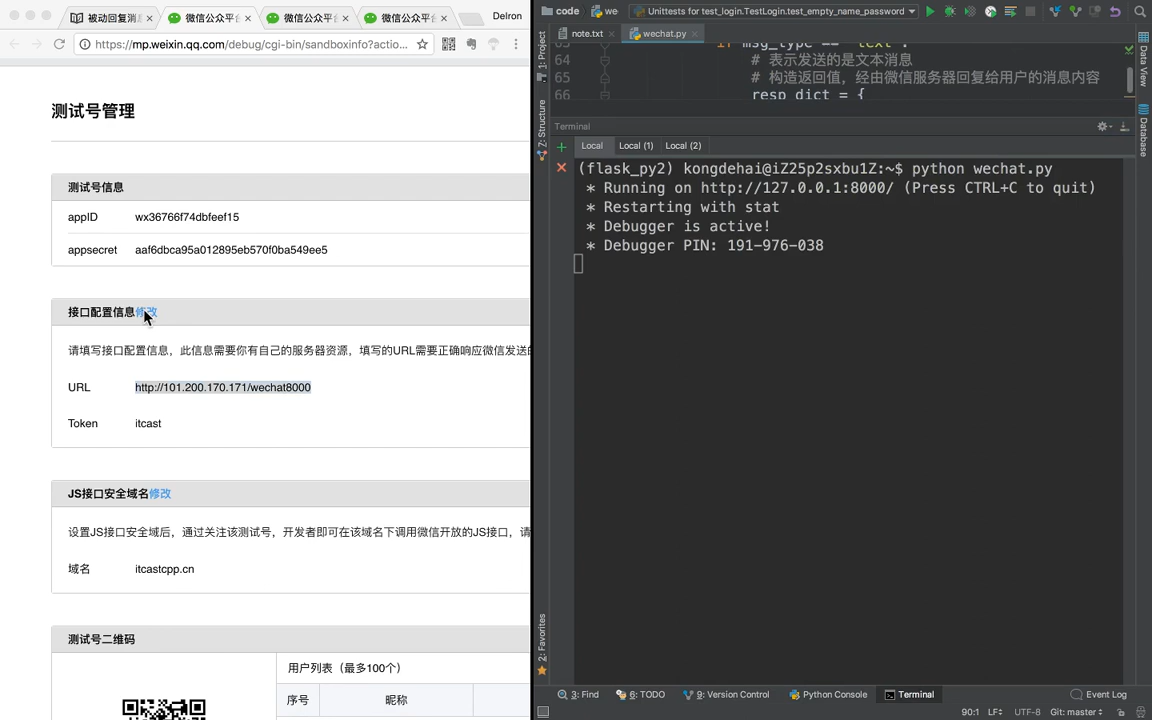 被动回复消
微信公众平台
微信公众平
微信公众平
Delron
https://mp.weixin.qq.com/debug/cgi-bin/sandboxinfo?actio...
测试号管理
测试号信息
appID wx36766f74dbfeef15
appsecret aaf6dbca95a012895eb570f0ba549ee5
接口配置信息修改
请填写接口配置信息，此信息需要你有自己的服务器资源，填写的URL需要正确响应微信发送的
URL http://101.200.170.171/wechat8000
Token itcast
JS接口安全域名修改
设置JS接口安全域后，通过关注该测试号，开发者即可在该域名下调用微信开放的JS接口，请
域名 itcastcpp.cn
测试号二维码
用户列表（最多100个）
序号 昵称
code we Unittests for test_login.TestLogin.test_empty_name_password
note.txt wechat.py
if msg_type == "text":
64 # 表示发送的是文本消息
65 # 构造返回值，经由微信服务器回复给用户的消息内容
66 resp_dict = {
Terminal
Local Local (1) Local (2)
(flask_py2) kongdehai@iZ25p2sxbu1Z:~$ python wechat.py
* Running on http://127.0.0.1:8000/ (Press CTRL+C to quit)
* Restarting with stat
* Debugger is active!
* Debugger PIN: 191-976-038
1: Project
7: Structure
2: Favorites
Data View
Database
3: Find 6: TODO 9: Version Control Python Console Terminal Event Log
90:1 LF UTF-8 Git: master